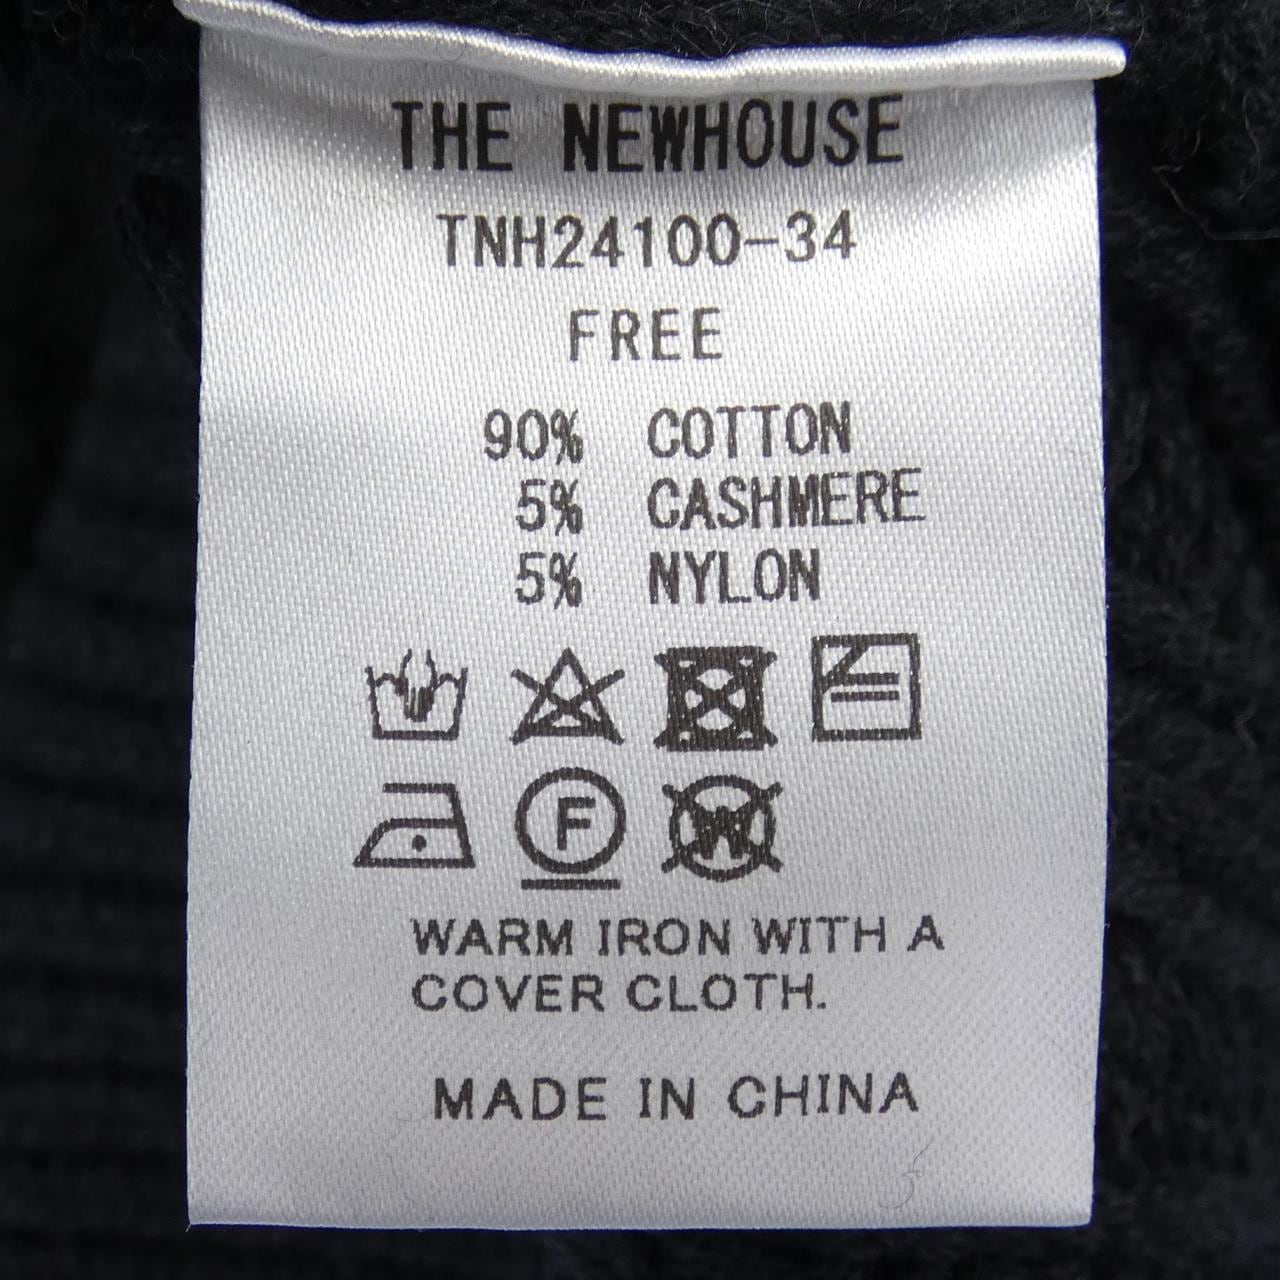 THE NEWHOUSE
TNH24100-34
FREE
90% COTTON
5% CASHMERE
5% NYLON
F W
WARM IRON WITH A
COVER CLOTH.
MADE IN CHINA